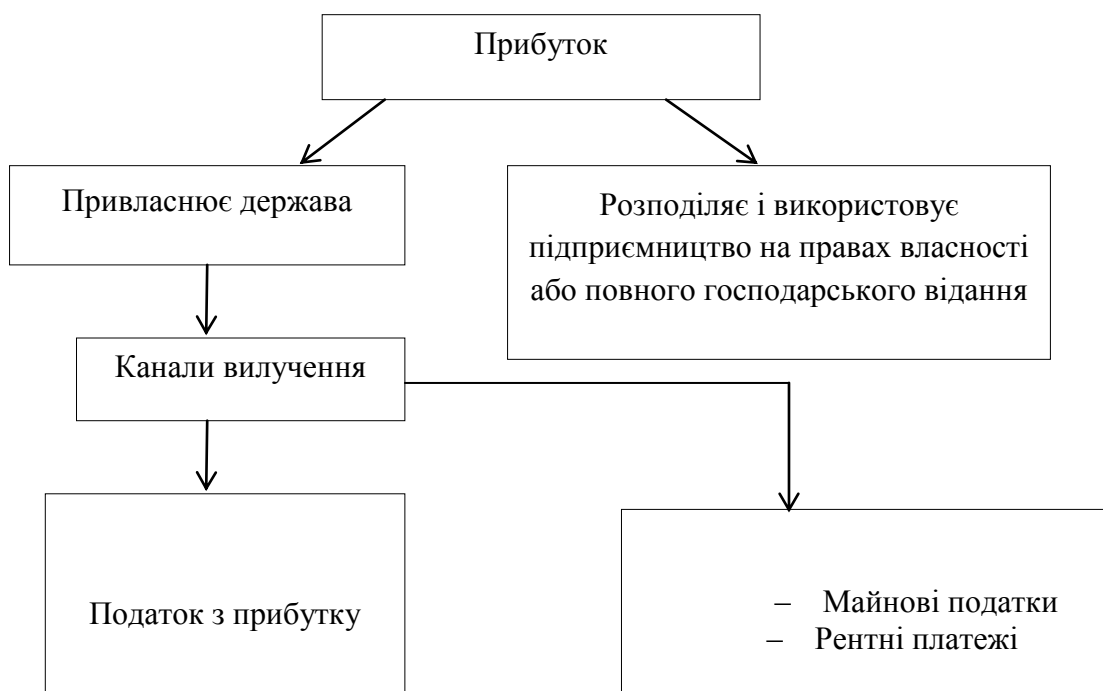 Прибуток
Привласнює держава
Розподіляє і використовує
підприємництво на правах власності
або повного господарського відання
Канали вилучення
Податок з прибутку
– Майнові податки
– Рентні платежі